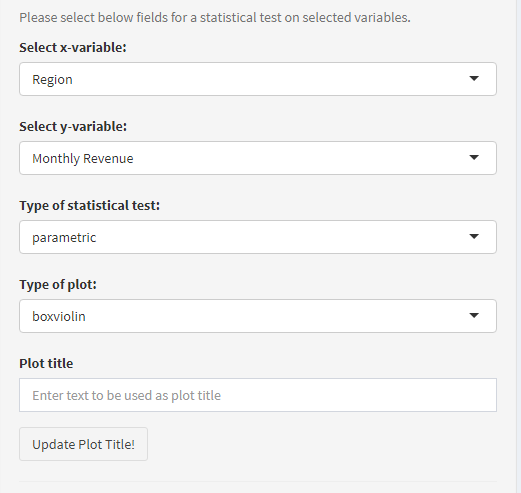 Please select below fields for a statistical test on selected variables.
Select x-variable:
Region
Select y-variable:
Monthly Revenue
Type of statistical test:
parametric
Type of plot:
boxviolin
Plot title
Enter text to be used as plot title
Update Plot Title!